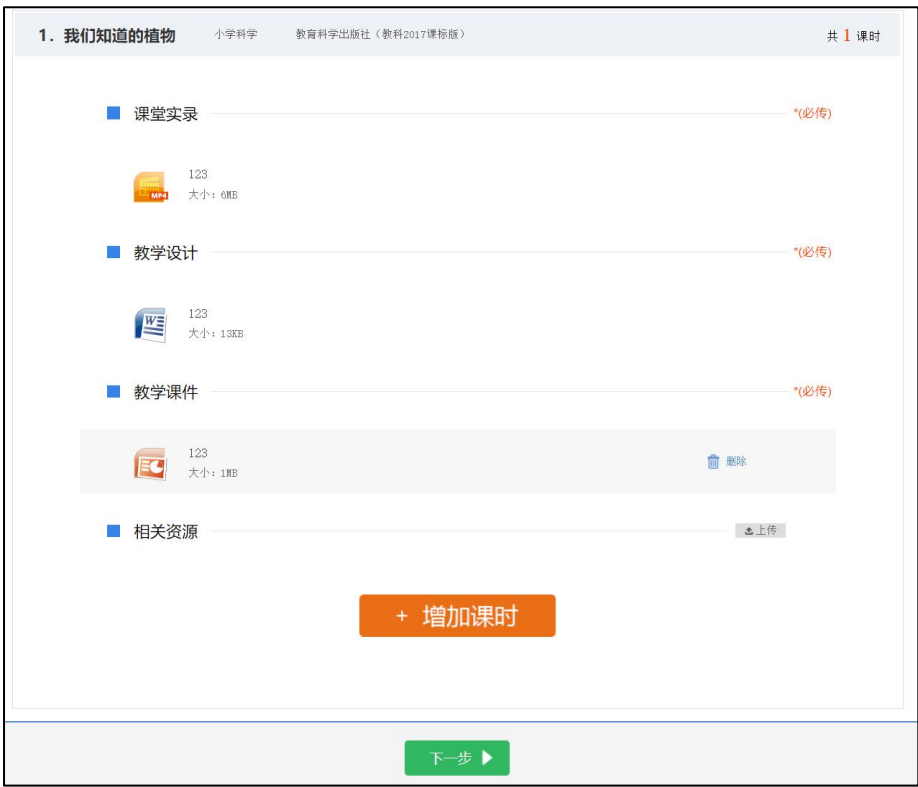 1. 我们知道的植物 小学科学 教育科学出版社（教科2017课标版） 共 1 课时
课堂实录 *(必传)
123
MP4
大小：6MB
教学设计 *(必传)
123
W
大小：13KB
教学课件 *(必传)
123
大小：1MB
删除
相关资源 上传
+ 增加课时
下一步